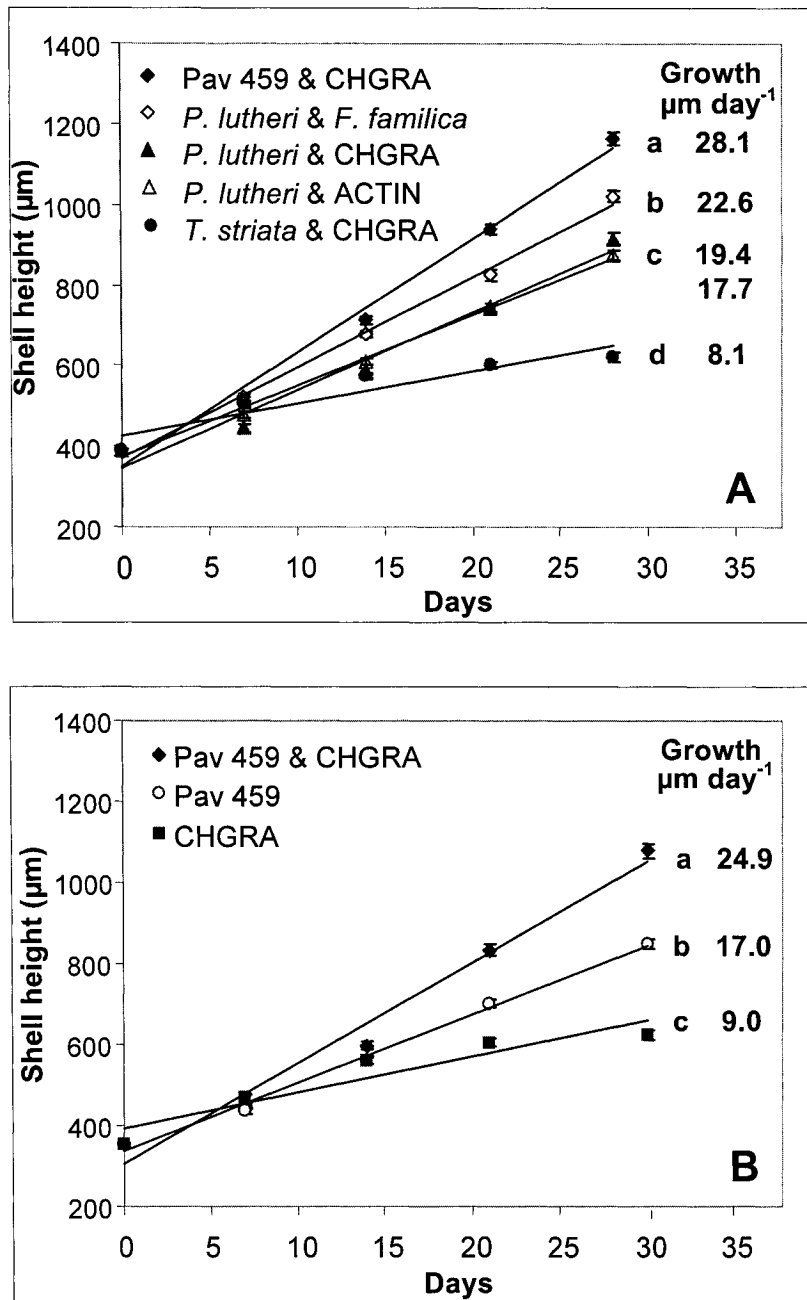 1400
1200
1000
800
600
400
200
Shell height (µm)
Pav 459 & CHGRA
P. lutheri & F. familica
P. lutheri & CHGRA
P. lutheri & ACTIN
T. striata & CHGRA
Growth
µm day-1
a 28.1
b 22.6
c 19.4
17.7
d 8.1
A
0 5 10 15 20 25 30 35
Days
1400
1200
1000
800
600
400
200
Shell height (µm)
Pav 459 & CHGRA
Pav 459
CHGRA
Growth
µm day-1
a 24.9
b 17.0
c 9.0
B
0 5 10 15 20 25 30 35
Days